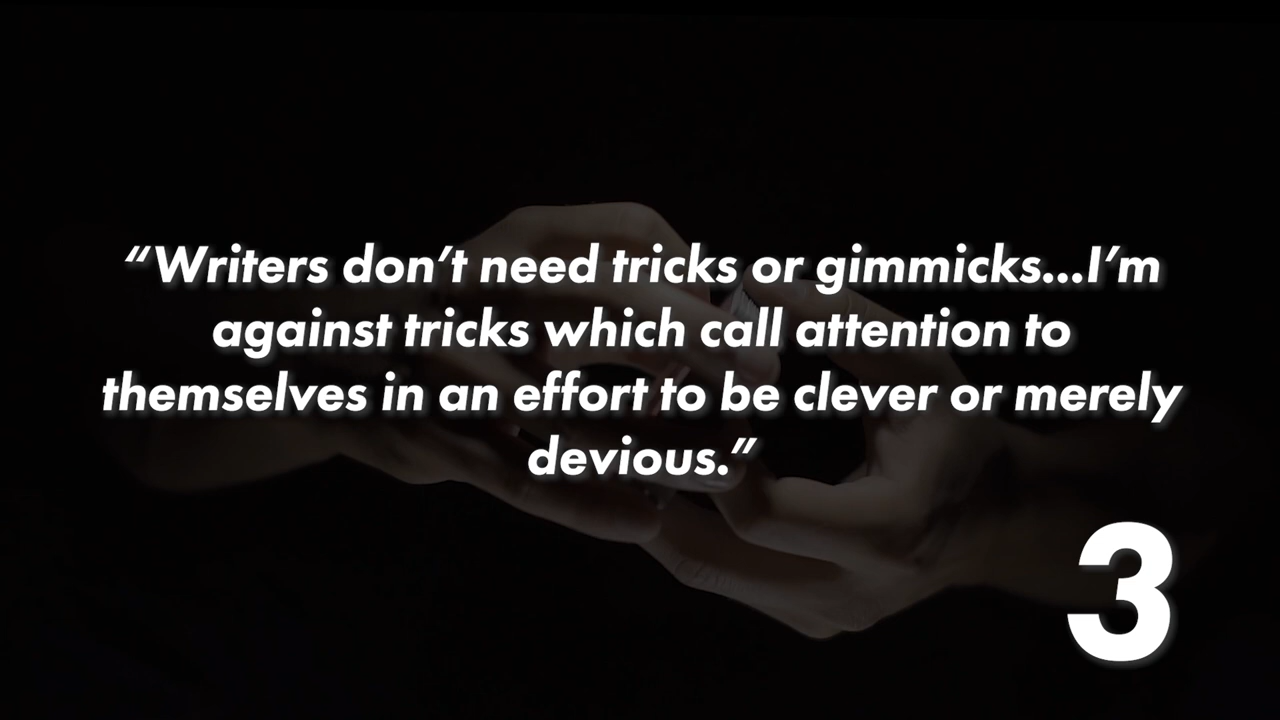 “Writers don’t need tricks or gimmicks...I’m
against tricks which call attention to
themselves in an effort to be clever or merely
devious.”
3